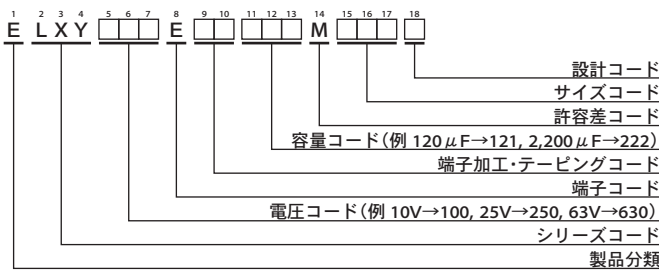 1 2 3 4 5 6 7 8 9 10 11 12 13 14 15 16 17 18
E LXY E M
設計コード
サイズコード
許容差コード
容量コード(例 120μF→121, 2,200μF→222)
端子加工・テーピングコード
端子コード
電圧コード(例 10V→100, 25V→250, 63V→630)
シリーズコード
製品分類